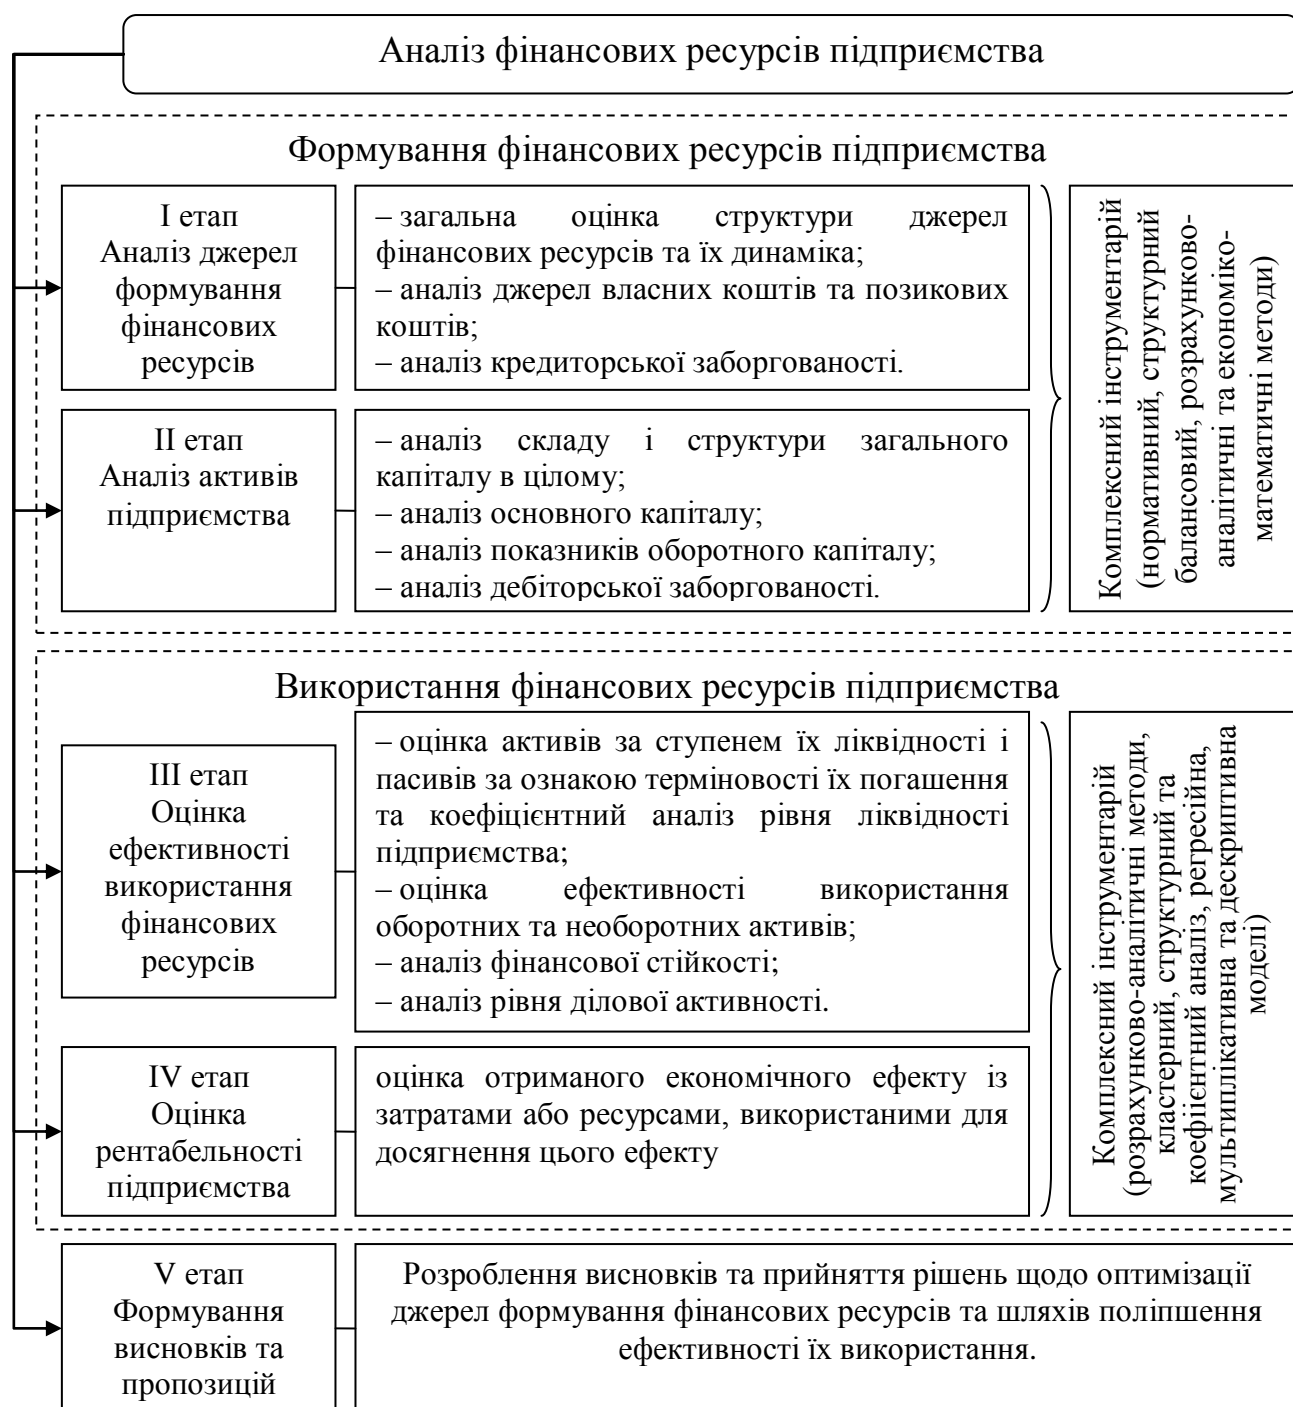 Аналіз фінансових ресурсів підприємства
Формування фінансових ресурсів підприємства
І етап
Аналіз джерел
формування
фінансових
ресурсів
– загальна оцінка структури джерел
фінансових ресурсів та їх динаміка;
– аналіз джерел власних коштів та позикових
коштів;
– аналіз кредиторської заборгованості.
ІІ етап
Аналіз активів
підприємства
– аналіз складу і структури загального
капіталу в цілому;
– аналіз основного капіталу;
– аналіз показників оборотного капіталу;
– аналіз дебіторської заборгованості.
Комплексний інструментарій
(нормативний, структурний
балансовий, розрахунково-
аналітичні та економіко-
математичні методи)
Використання фінансових ресурсів підприємства
ІІІ етап
Оцінка
ефективності
використання
фінансових
ресурсів
– оцінка активів за ступенем їх ліквідності і
пасивів за ознакою терміновості їх погашення
та коефіцієнтний аналіз рівня ліквідності
підприємства;
– оцінка ефективності використання
оборотних та необоротних активів;
– аналіз фінансової стійкості;
– аналіз рівня ділової активності.
IV етап
Оцінка
рентабельності
підприємства
оцінка отриманого економічного ефекту із
затратами або ресурсами, використаними для
досягнення цього ефекту
Комплексний інструментарій
(розрахунково-аналітичні методи,
кластерний, структурний та
коефіієнтний аналіз, регресійна,
мультиплікативна та дескриптивна
моделі)
V етап
Формування
висновків та
пропозицій
Розроблення висновків та прийняття рішень щодо оптимізації
джерел формування фінансових ресурсів та шляхів поліпшення
ефективності їх використання.